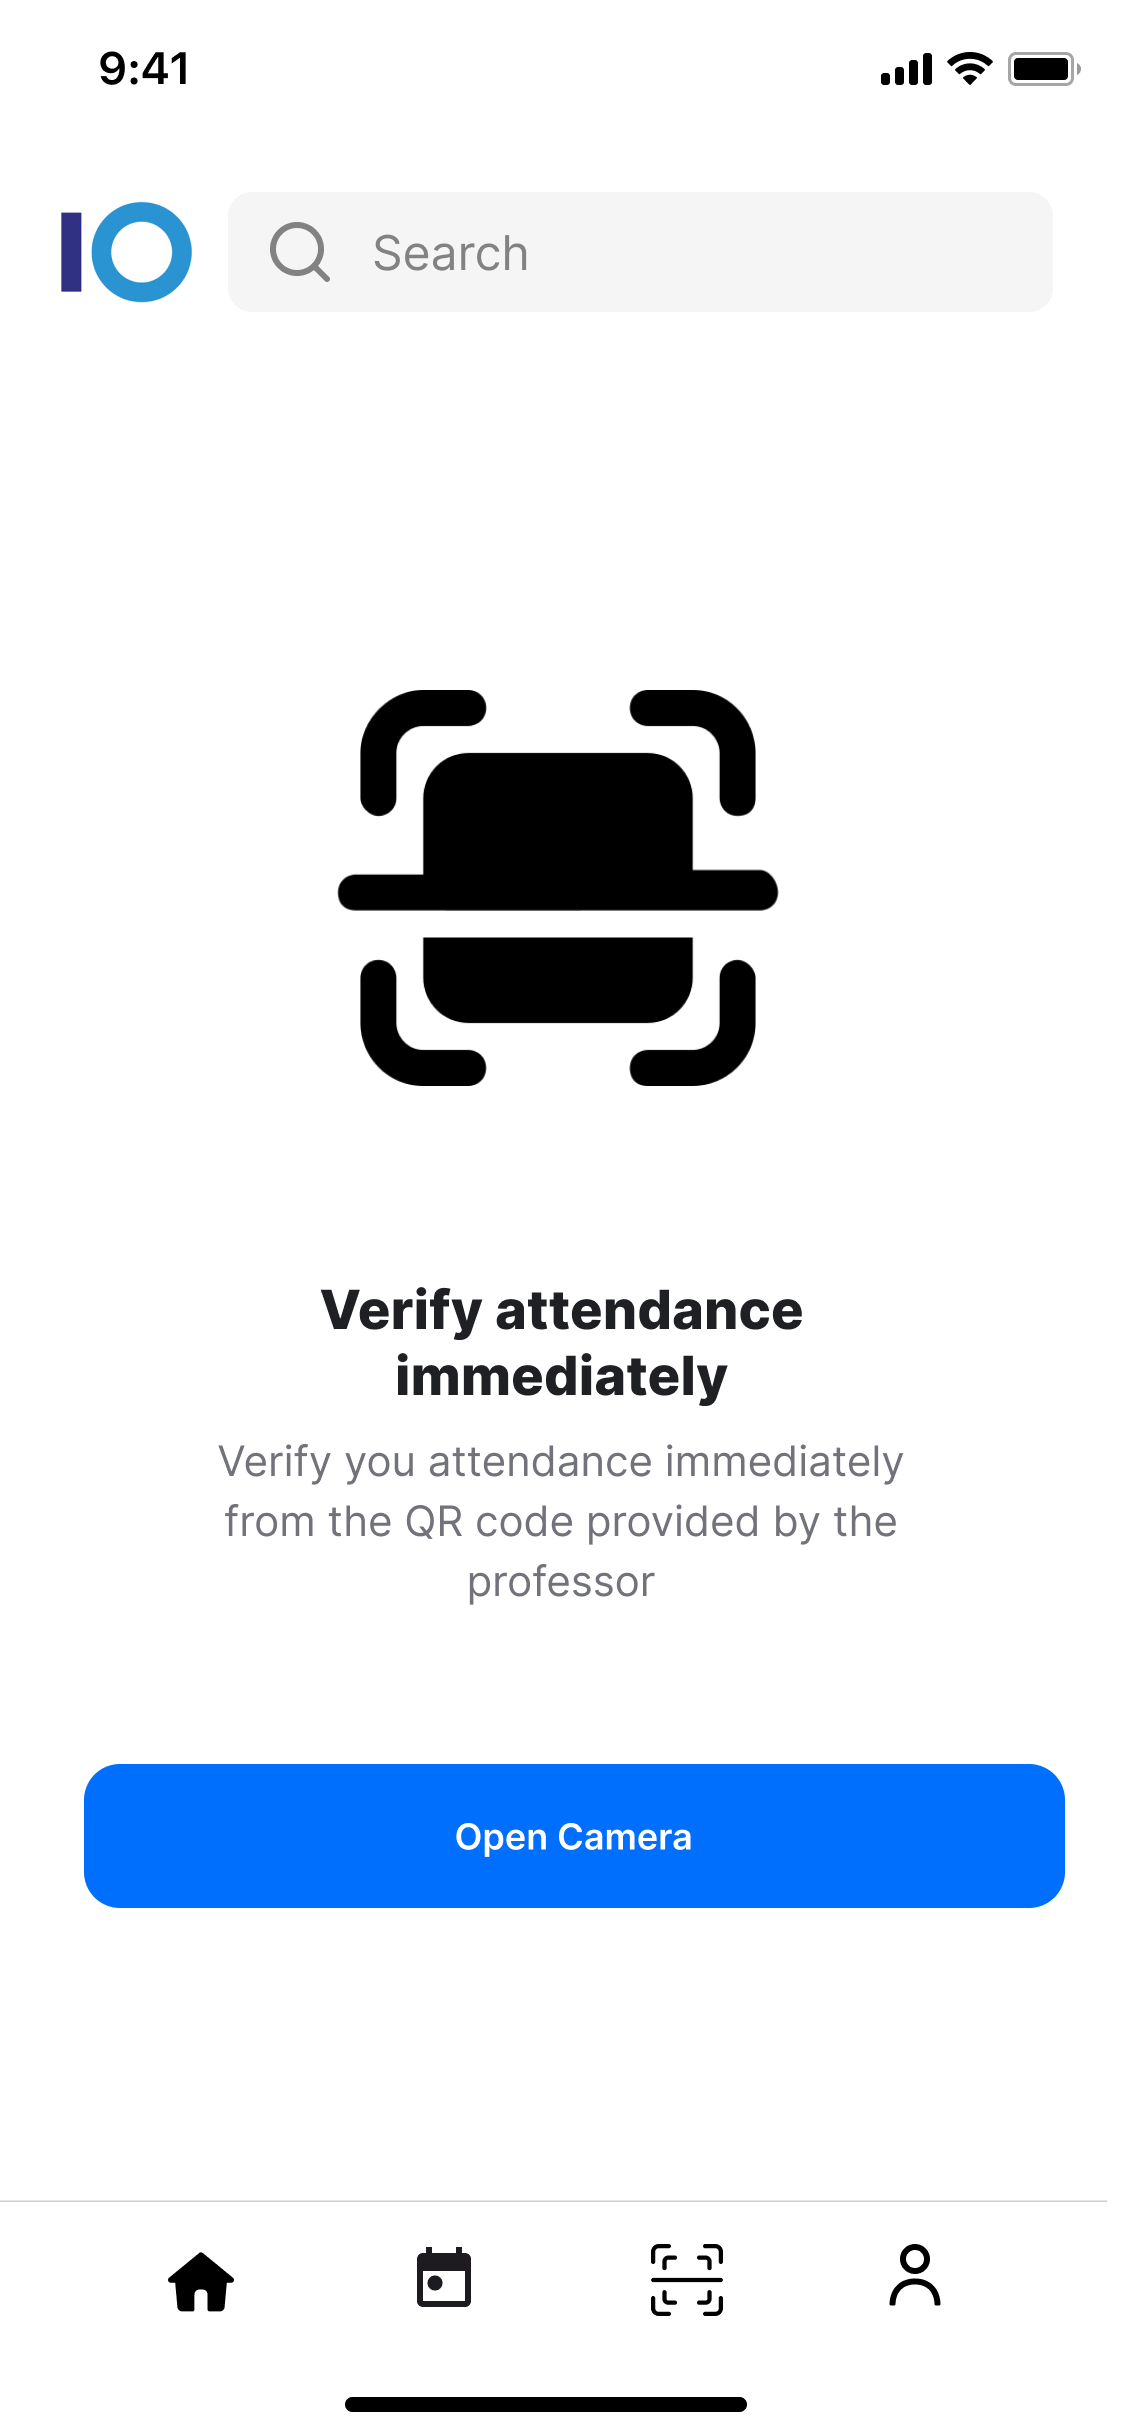 9:41
IO
Search
Verify attendance
immediately
Verify you attendance immediately
from the QR code provided by the
professor
Open Camera